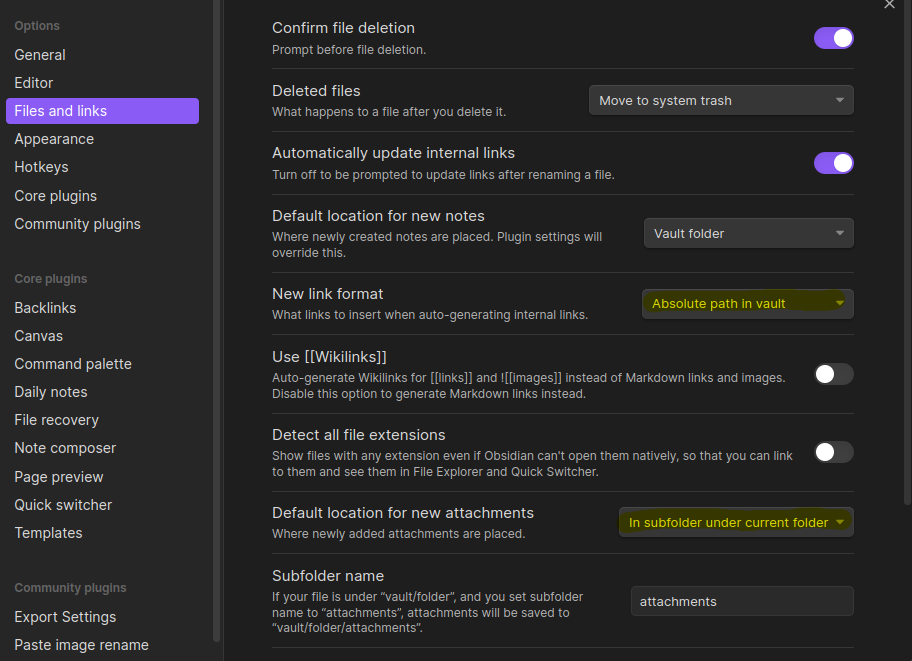 Options
General
Editor
Files and links
Appearance
Hotkeys
Core plugins
Community plugins
Core plugins
Backlinks
Canvas
Command palette
Daily notes
File recovery
Note composer
Page preview
Quick switcher
Templates
Community plugins
Export Settings
Paste image rename
Confirm file deletion
Prompt before file deletion.
Deleted files
What happens to a file after you delete it.
Move to system trash
Automatically update internal links
Turn off to be prompted to update links after renaming a file.
Default location for new notes
Where newly created notes are placed. Plugin settings will
override this.
Vault folder
New link format
What links to insert when auto-generating internal links.
Absolute path in vault
Use [[Wikilinks]]
Auto-generate Wikilinks for [[links]] and ![[images]] instead of Markdown links and images.
Disable this option to generate Markdown links instead.
Detect all file extensions
Show files with any extension even if Obsidian can't open them natively, so that you can link
to them and see them in File Explorer and Quick Switcher.
Default location for new attachments
Where newly added attachments are placed.
In subfolder under current folder
Subfolder name
If your file is under “vault/folder”, and you set subfolder
name to “attachments”, attachments will be saved to
“vault/folder/attachments”.
attachments